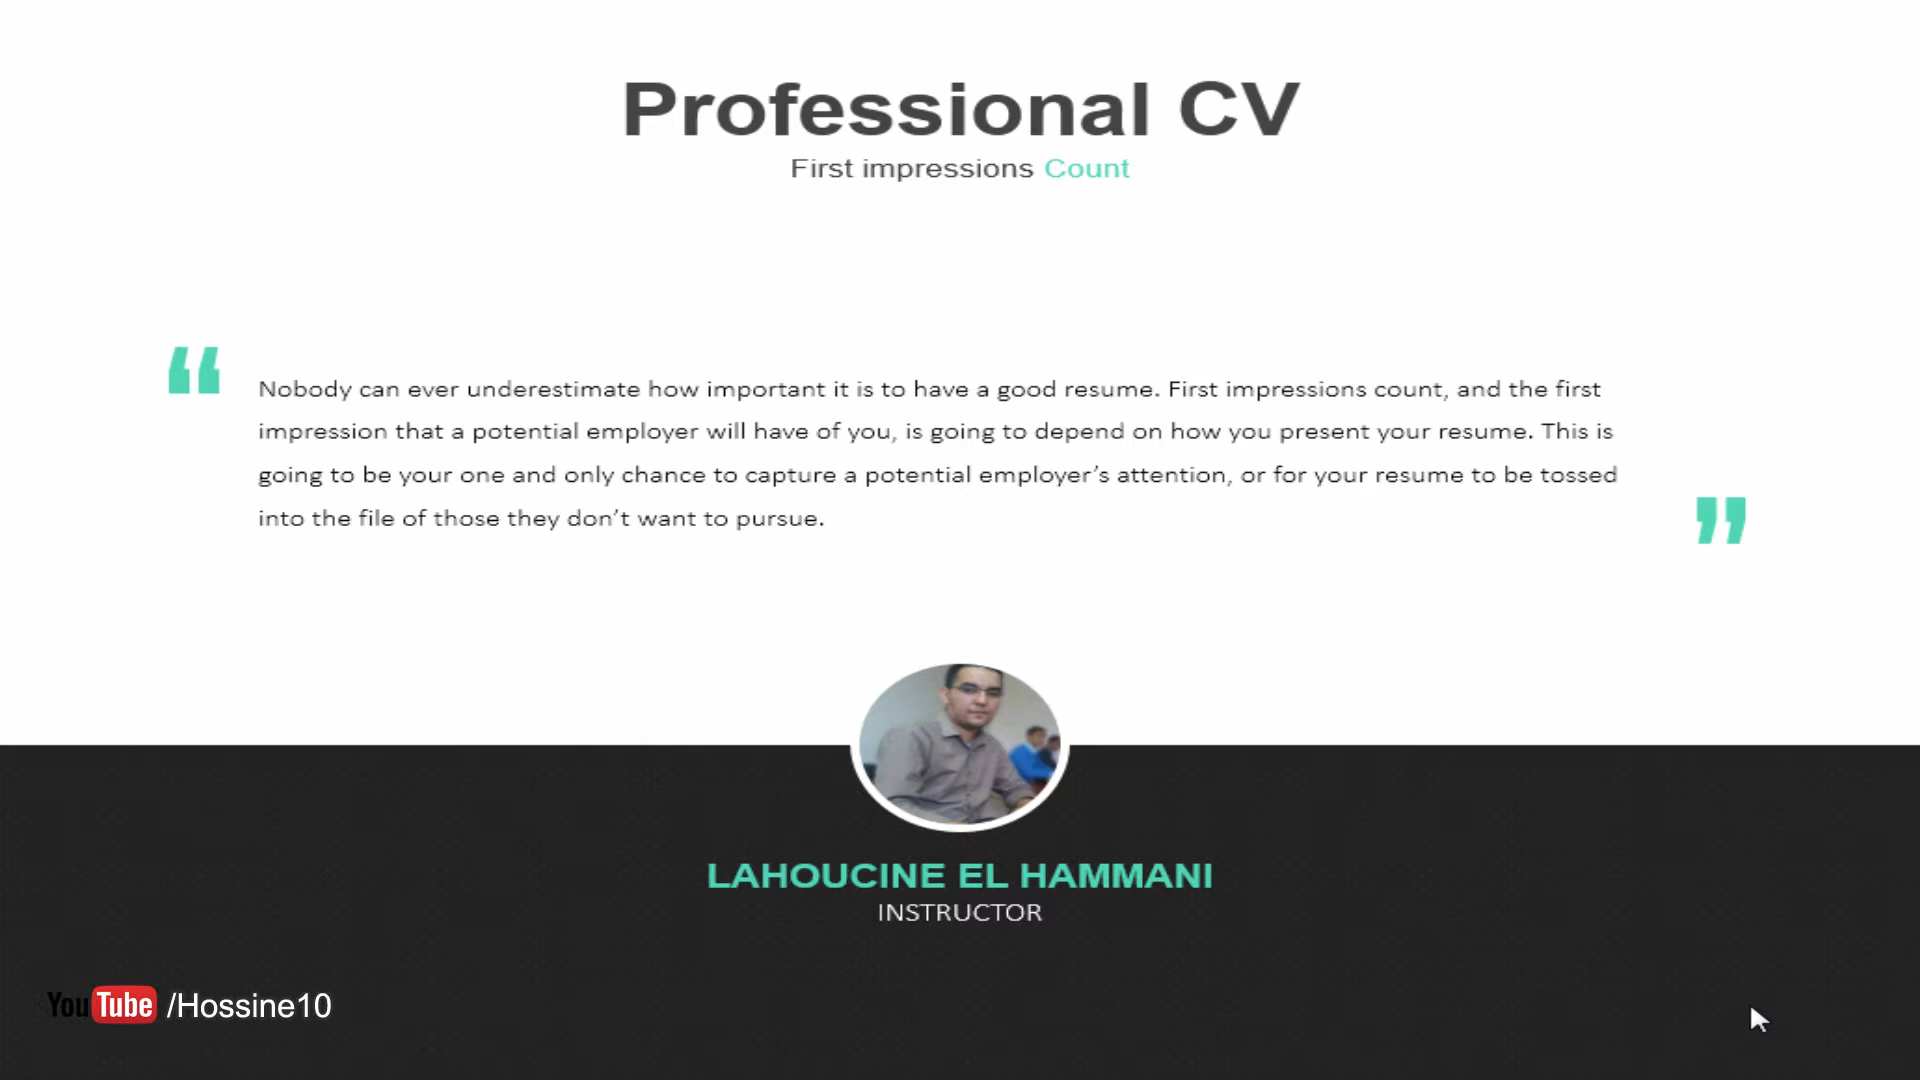 Professional CV
First impressions Count
“
Nobody can ever underestimate how important it is to have a good resume. First impressions count, and the first
impression that a potential employer will have of you, is going to depend on how you present your resume. This is
going to be your one and only chance to capture a potential employer’s attention, or for your resume to be tossed
into the file of those they don’t want to pursue.
”
LAHOUCINE EL HAMMANI
INSTRUCTOR
YouTube /Hossine10